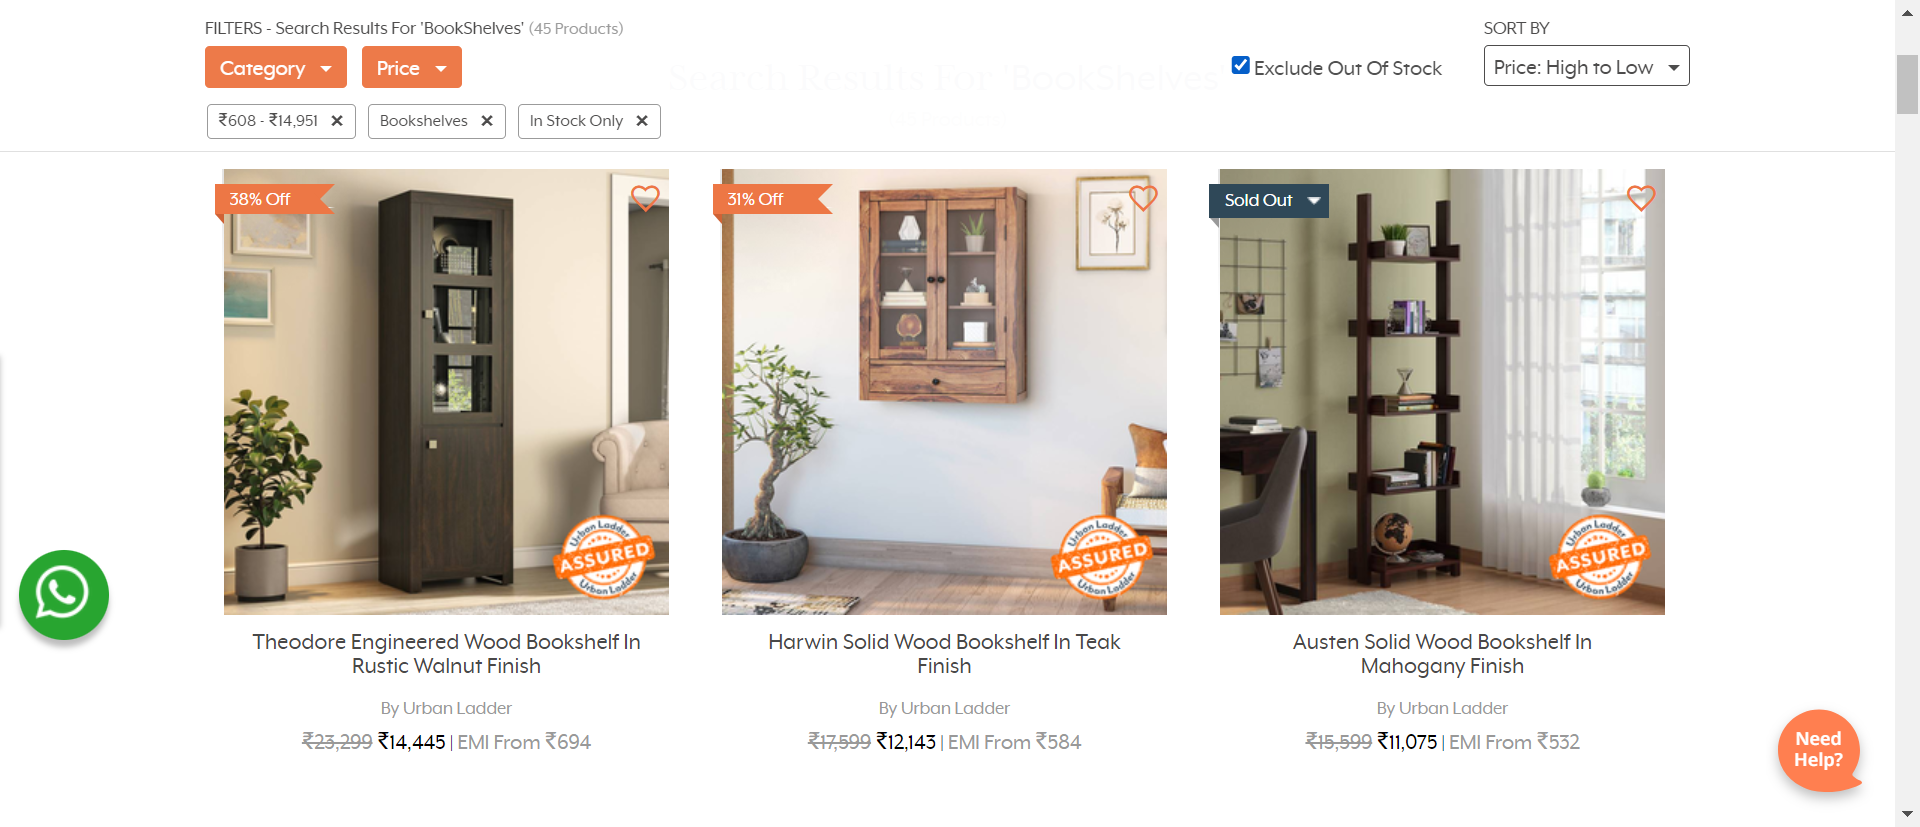 FILTERS - Search Results For 'BookShelves' (45 Products)
SORT BY
Category
Price
Search Results For 'BookShelves'
Exclude Out Of Stock
Price: High to Low
₹608 - ₹14,951 ✕
Bookshelves ✕
In Stock Only ✕
38% Off
31% Off
Sold Out
Urban Ladder
ASSURED
Urban Ladder
Urban Ladder
ASSURED
Urban Ladder
Urban Ladder
ASSURED
Urban Ladder
Theodore Engineered Wood Bookshelf In
Rustic Walnut Finish
By Urban Ladder
₹23,299 ₹14,445 | EMI From ₹694
Harwin Solid Wood Bookshelf In Teak
Finish
By Urban Ladder
₹17,599 ₹12,143 | EMI From ₹584
Austen Solid Wood Bookshelf In
Mahogany Finish
By Urban Ladder
₹15,599 ₹11,075 | EMI From ₹532
Need
Help?